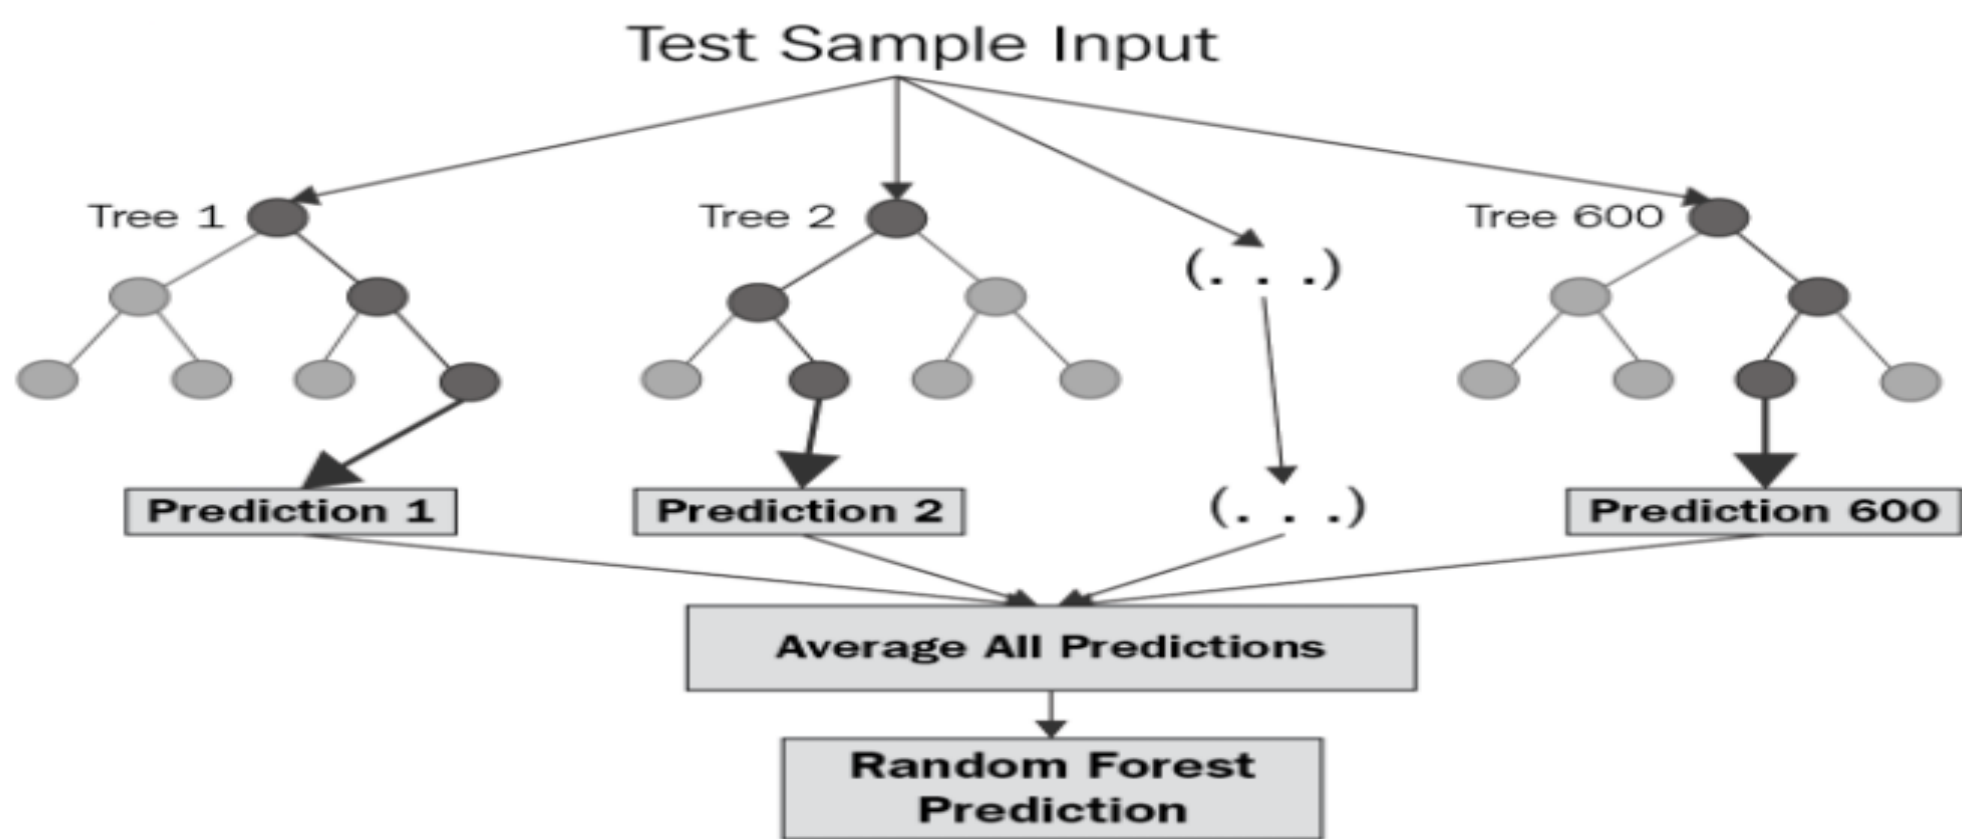 Test Sample Input
Tree 1
Tree 2
(. . .)
Tree 600
Prediction 1
Prediction 2
(. . .)
Prediction 600
Average All Predictions
Random Forest
Prediction